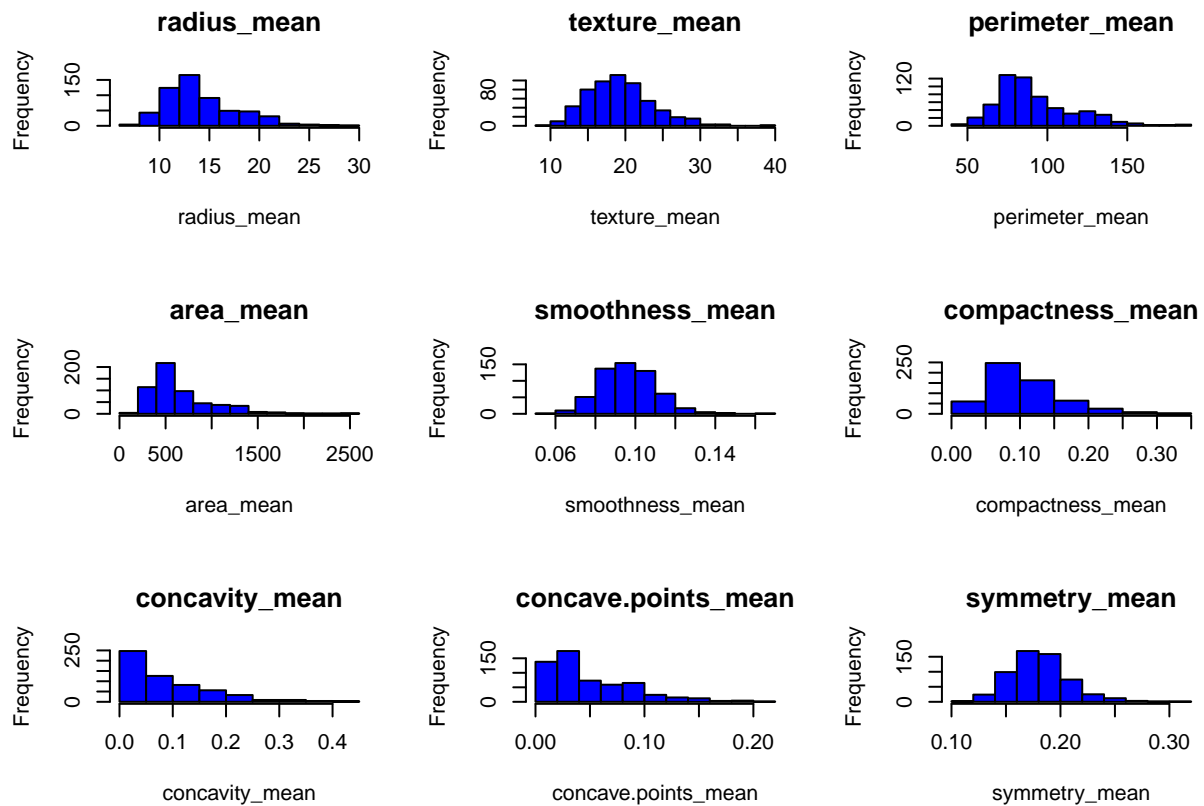 radius_mean
Frequency
0 150
10 15 20 25 30
radius_mean
texture_mean
Frequency
0 80
10 20 30 40
texture_mean
perimeter_mean
Frequency
0 120
50 100 150
perimeter_mean
area_mean
Frequency
0 200
0 500 1500 2500
area_mean
smoothness_mean
Frequency
0 150
0.06 0.10 0.14
smoothness_mean
compactness_mean
Frequency
0 250
0.00 0.10 0.20 0.30
compactness_mean
concavity_mean
Frequency
0 250
0.0 0.1 0.2 0.3 0.4
concavity_mean
concave.points_mean
Frequency
0 150
0.00 0.10 0.20
concave.points_mean
symmetry_mean
Frequency
0 150
0.10 0.20 0.30
symmetry_mean